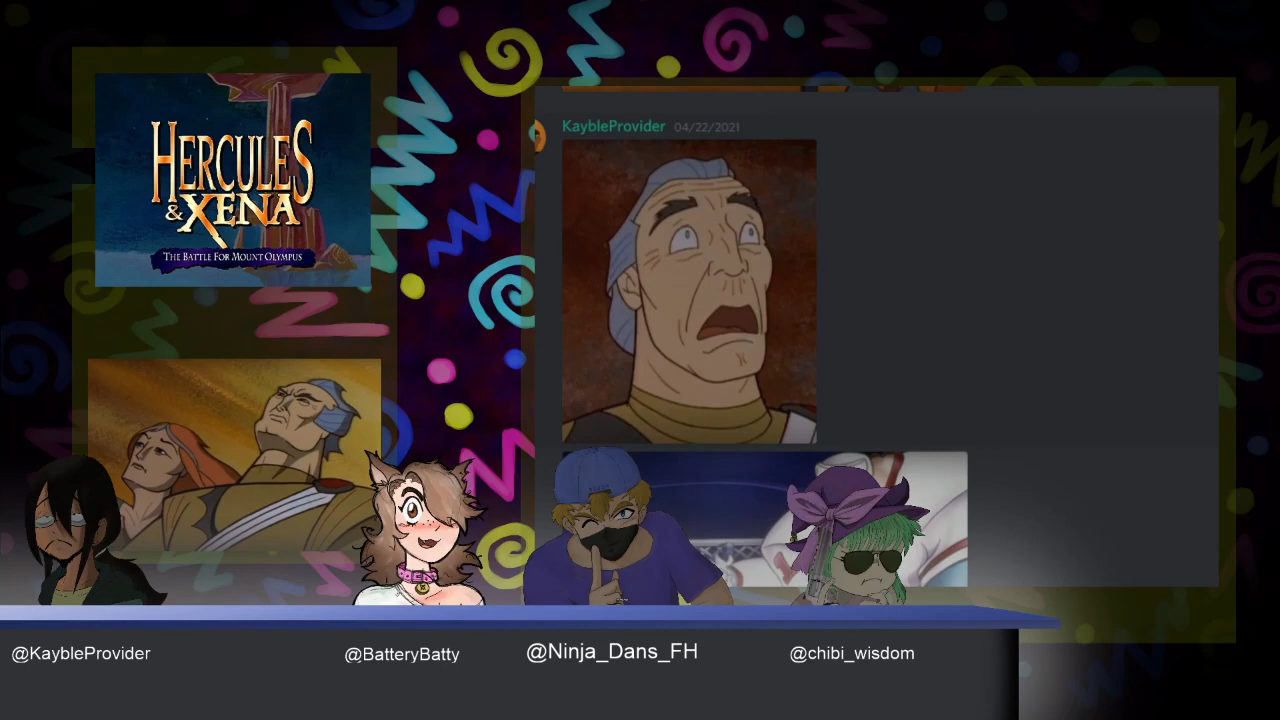 HERCULES
& XENA
THE BATTLE FOR MOUNT OLYMPUS
KaybleProvider 04/22/2021
@KaybleProvider
@BatteryBatty
@Ninja_Dans_FH
@chibi_wisdom